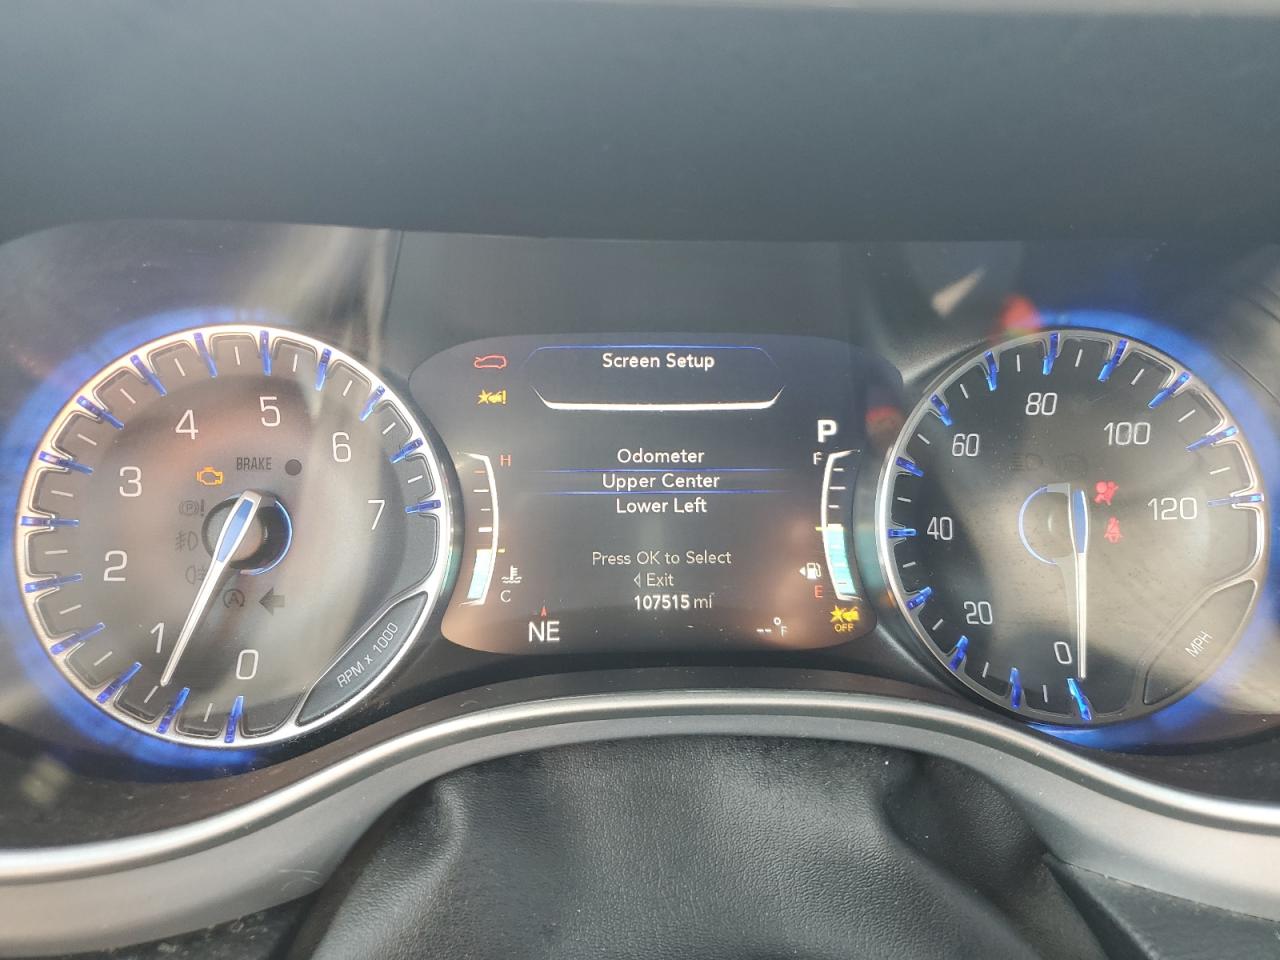 Screen Setup
Odometer
Upper Center
Lower Left
Press OK to Select
Exit
107515 mi
NE
--°F
P
H
C
F
E
OFF
BRAKE
0
1
2
3
4
5
6
7
RPM x 1000
0
20
40
60
80
100
120
MPH